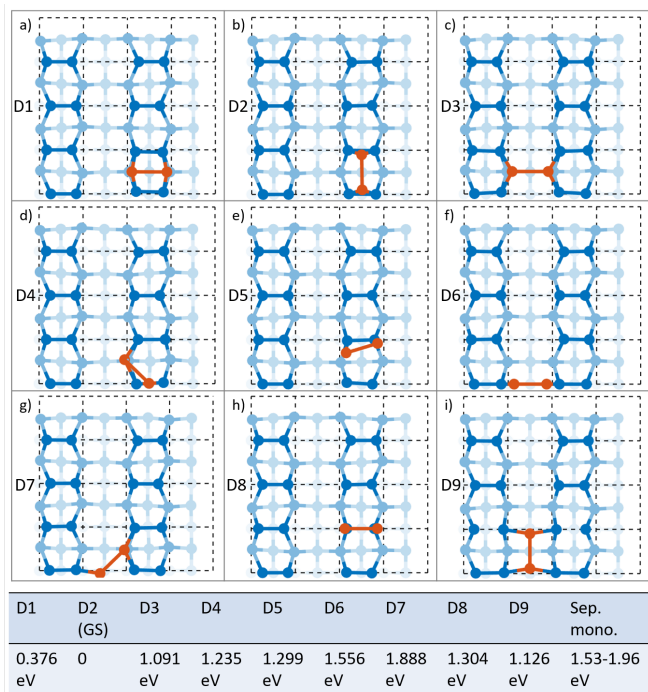 a)
b)
c)
D1
D2
D3
d)
e)
f)
D4
D5
D6
g)
h)
i)
D7
D8
D9
D1 D2 (GS) D3 D4 D5 D6 D7 D8 D9 Sep. mono.
0.376 eV 0 1.091 eV 1.235 eV 1.299 eV 1.556 eV 1.888 eV 1.304 eV 1.126 eV 1.53-1.96 eV